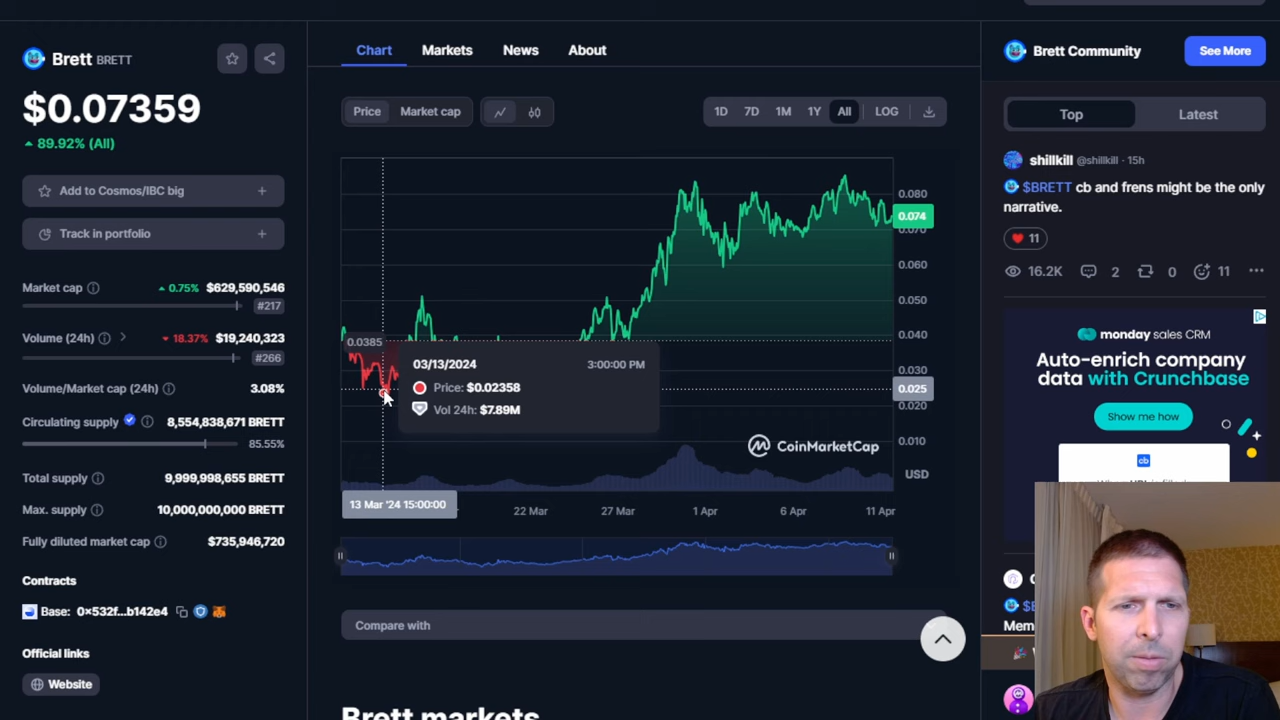 Brett BRETT
$0.07359
89.92% (All)
Add to Cosmos/IBC big
Track in portfolio
Market cap 0.75% $629,590,546
#217
Volume (24h) 18.37% $19,240,323
#266
Volume/Market cap (24h) 3.08%
Circulating supply 8,554,838,671 BRETT
85.55%
Total supply 9,999,998,655 BRETT
Max. supply 10,000,000,000 BRETT
Fully diluted market cap $735,946,720
Contracts
Base: 0x532f...b142e4
Official links
Website
Chart Markets News About
Price Market cap
1D 7D 1M 1Y All LOG
0.080
0.074
0.070
0.060
0.050
0.040
0.030
0.025
0.020
0.010
USD
0.0385
03/13/2024 3:00:00 PM
Price: $0.02358
Vol 24h: $7.89M
CoinMarketCap
13 Mar '24 15:00:00
22 Mar 27 Mar 1 Apr 6 Apr 11 Apr
Compare with
Brett markets
Brett Community
See More
Top Latest
shillkill @shillkill · 15h
$BRETT cb and frens might be the only
narrative.
11
16.2K 2 0 11
monday sales CRM
Auto-enrich company
data with Crunchbase
Show me how
cb